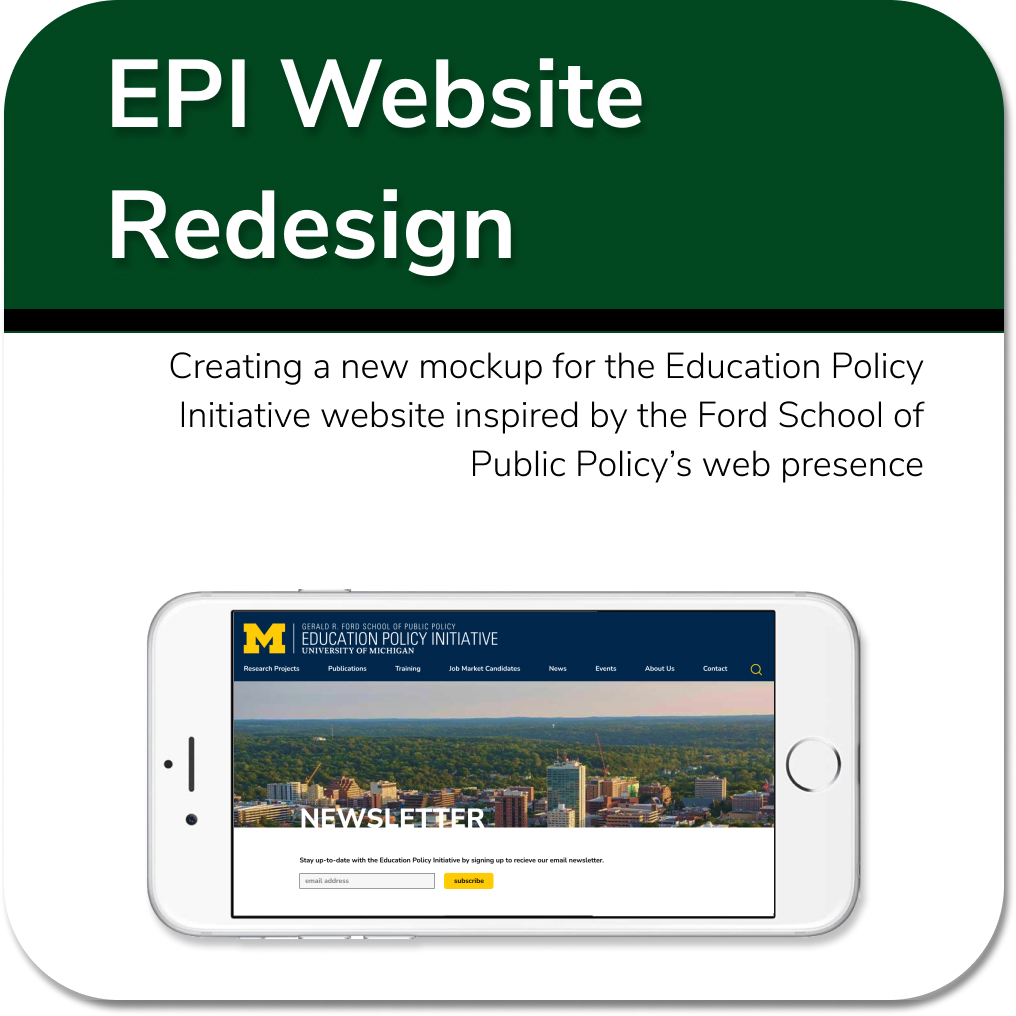 EPI Website
Redesign
Creating a new mockup for the Education Policy
Initiative website inspired by the Ford School of
Public Policy’s web presence
M
GERALD R. FORD SCHOOL OF PUBLIC POLICY
EDUCATION POLICY INITIATIVE
UNIVERSITY OF MICHIGAN
Research Projects Publications Training Job Market Candidates News Events About Us Contact
NEWSLETTER
Stay up-to-date with the Education Policy Initiative by signing up to recieve our email newsletter.
email address subscribe